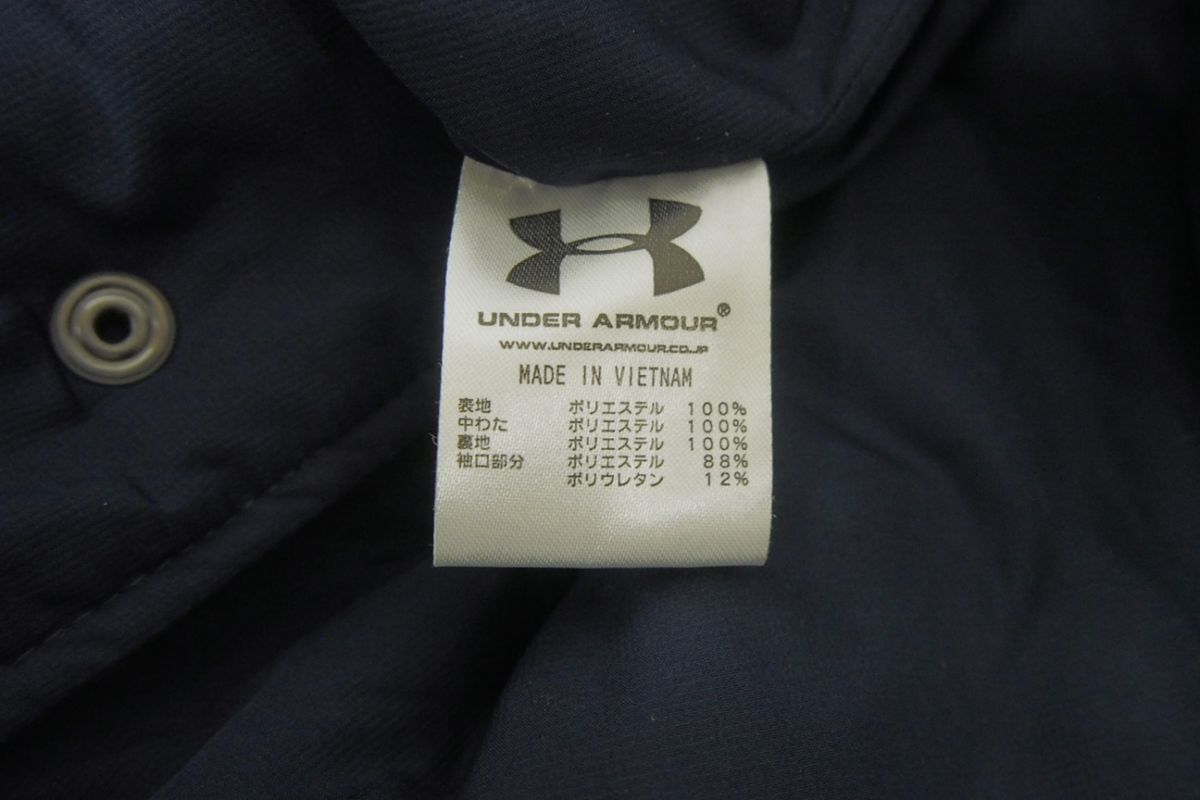 UNDER ARMOUR®
WWW.UNDERARMOUR.CO.JP
MADE IN VIETNAM
表地 ポリエステル 100%
中わた ポリエステル 100%
裏地 ポリエステル 100%
袖口部分 ポリエステル 88%
ポリウレタン 12%